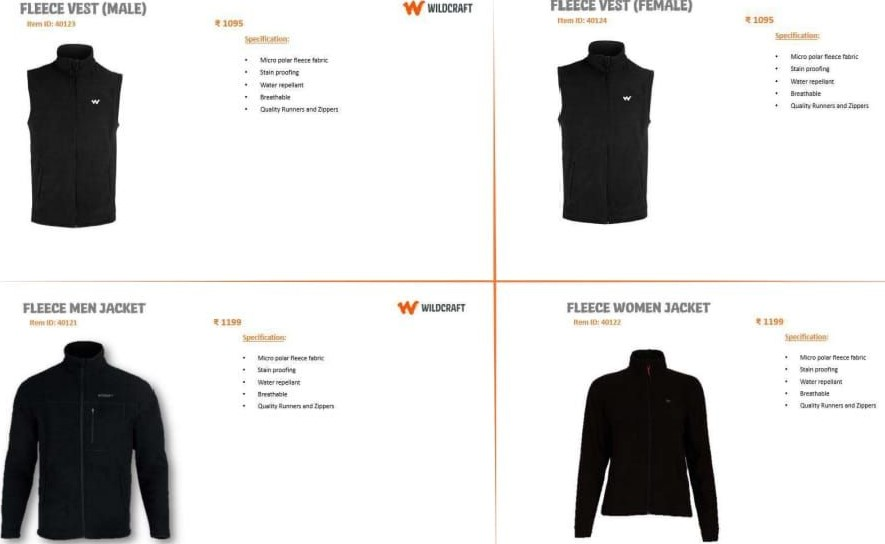 FLEECE VEST (MALE)
Item ID: 40123
₹ 1095
WILDCRAFT
Specification:
• Micro polar fleece fabric
• Stain proofing
• Water repellant
• Breathable
• Quality Runners and Zippers
FLEECE VEST (FEMALE)
Item ID: 40124
₹ 1095
Specification:
• Micro polar fleece fabric
• Stain proofing
• Water repellant
• Breathable
• Quality Runners and Zippers
FLEECE MEN JACKET
Item ID: 40121
₹ 1199
WILDCRAFT
Specification:
• Micro polar fleece fabric
• Stain proofing
• Water repellant
• Breathable
• Quality Runners and Zippers
FLEECE WOMEN JACKET
Item ID: 40122
₹ 1199
Specification:
• Micro polar fleece fabric
• Stain proofing
• Water repellant
• Breathable
• Quality Runners and Zippers